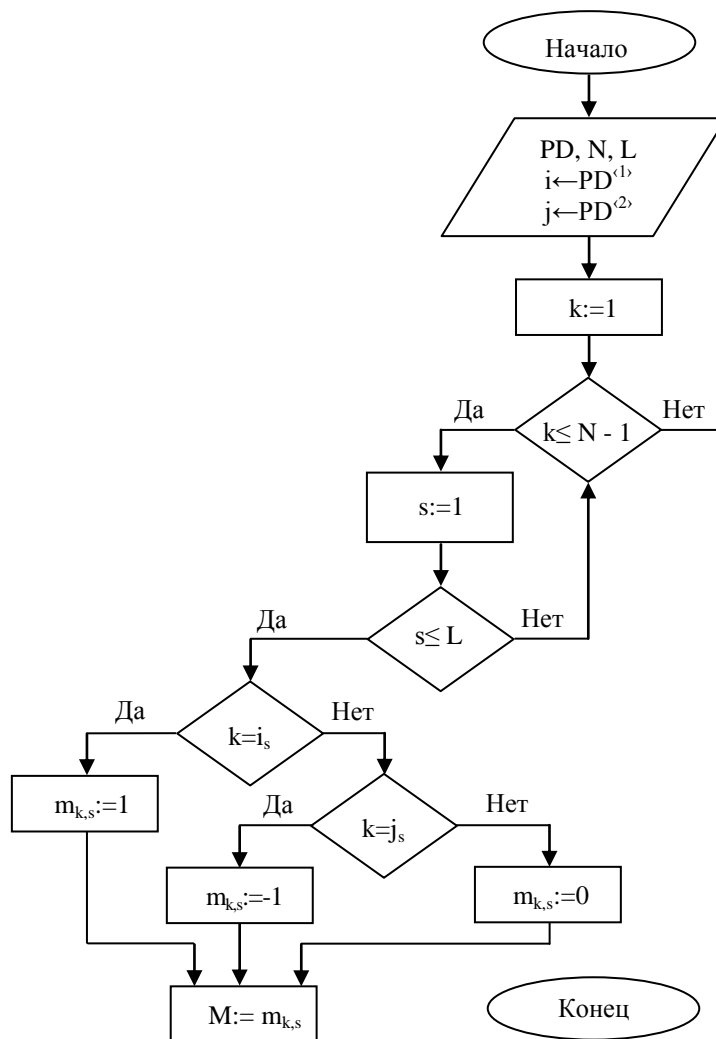 Начало
PD, N, L
i←PD‹1›
j←PD‹2›
k:=1
Да
Нет
k≤ N - 1
s:=1
Да
Нет
s≤ L
Да
Нет
k=is
mk,s:=1
Да
Нет
k=js
mk,s:=-1
mk,s:=0
M:= mk,s
Конец